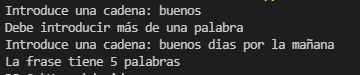 Introduce una cadena: buenos
Debe introducir más de una palabra
Introduce una cadena: buenos dias por la mañana
La frase tiene 5 palabras